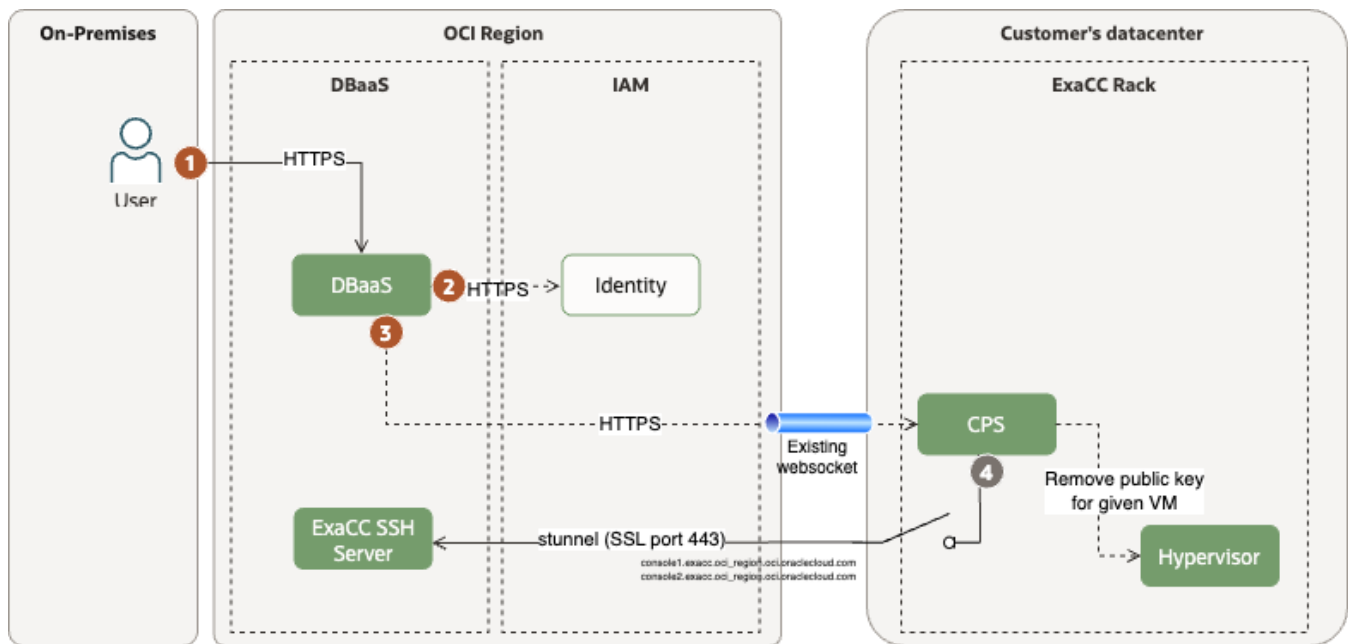 On-Premises
OCI Region
Customer's datacenter
DBaaS
IAM
ExaCC Rack
1
HTTPS
User
DBaaS
2
HTTPS
Identity
3
HTTPS
Existing
websocket
CPS
4
Remove public key
for given VM
ExaCC SSH
Server
stunnel (SSL port 443)
console1.exacc.oci_region.oci.oraclecloud.com
console2.exacc.oci_region.oci.oraclecloud.com
Hypervisor